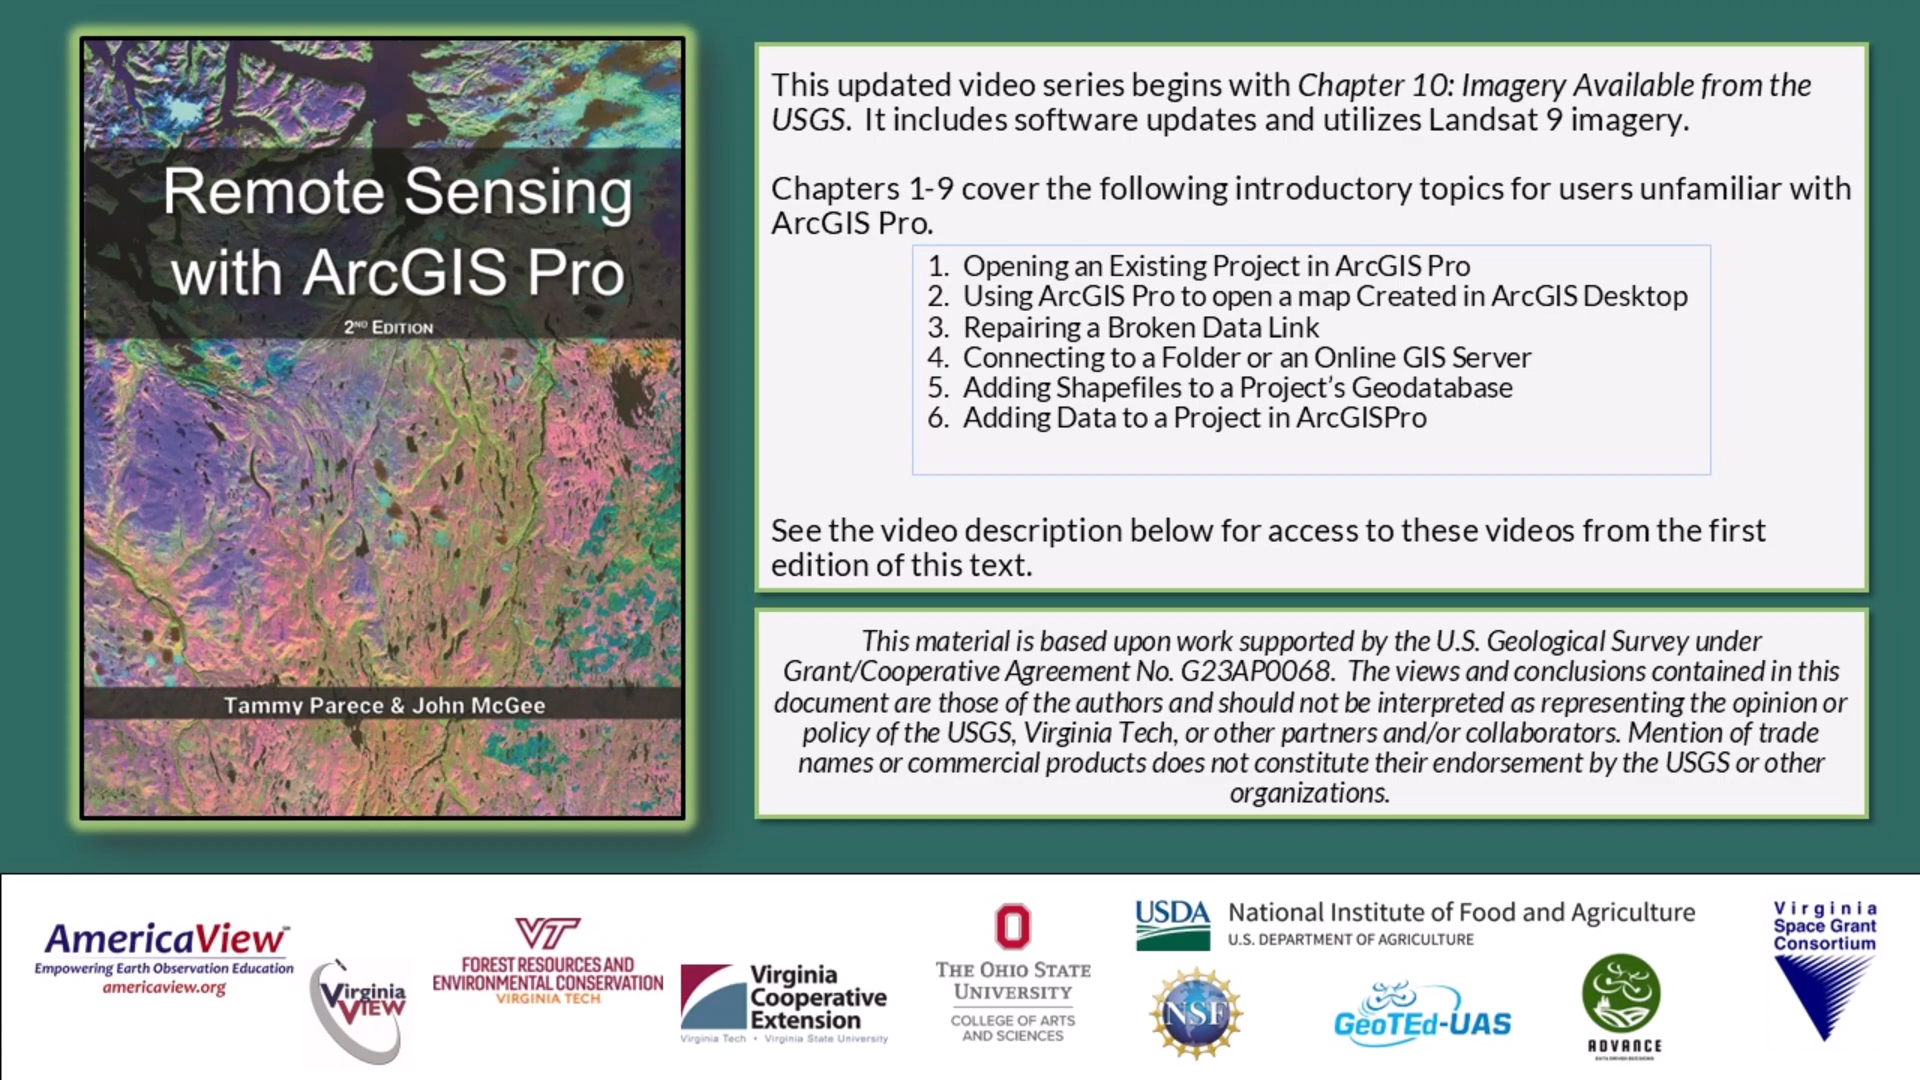 Remote Sensing
with ArcGIS Pro
2ND EDITION
Tammy Parece & John McGee
This updated video series begins with Chapter 10: Imagery Available from the
USGS. It includes software updates and utilizes Landsat 9 imagery.
Chapters 1-9 cover the following introductory topics for users unfamiliar with
ArcGIS Pro.
1. Opening an Existing Project in ArcGIS Pro
2. Using ArcGIS Pro to open a map Created in ArcGIS Desktop
3. Repairing a Broken Data Link
4. Connecting to a Folder or an Online GIS Server
5. Adding Shapefiles to a Project’s Geodatabase
6. Adding Data to a Project in ArcGISPro
See the video description below for access to these videos from the first
edition of this text.
This material is based upon work supported by the U.S. Geological Survey under
Grant/Cooperative Agreement No. G23AP0068. The views and conclusions contained in this
document are those of the authors and should not be interpreted as representing the opinion or
policy of the USGS, Virginia Tech, or other partners and/or collaborators. Mention of trade
names or commercial products does not constitute their endorsement by the USGS or other
organizations.
AmericaView
Empowering Earth Observation Education
americaview.org
Virginia
VIEW
VT
FOREST RESOURCES AND
ENVIRONMENTAL CONSERVATION
VIRGINIA TECH
Virginia
Cooperative
Extension
Virginia Tech • Virginia State University
THE OHIO STATE
UNIVERSITY
COLLEGE OF ARTS
AND SCIENCES
USDA
National Institute of Food and Agriculture
U.S. DEPARTMENT OF AGRICULTURE
NSF
GeoTEd-UAS
ADVANCE
DATA DRIVEN DECISIONS
Virginia
Space Grant
Consortium